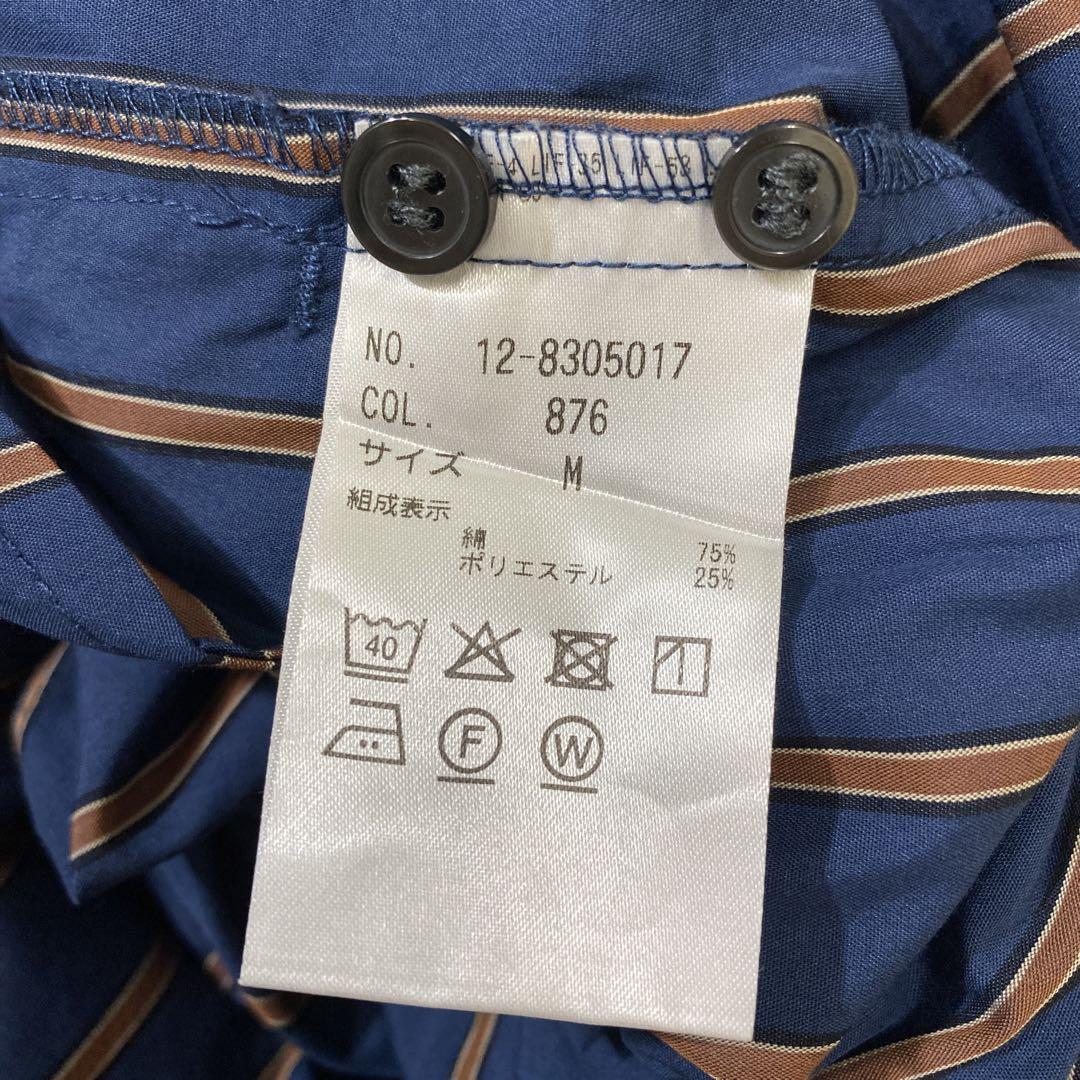 NO. 12-8305017
COL. 876
サイズ M
組成表示
綿 75%
ポリエステル 25%
40
F W